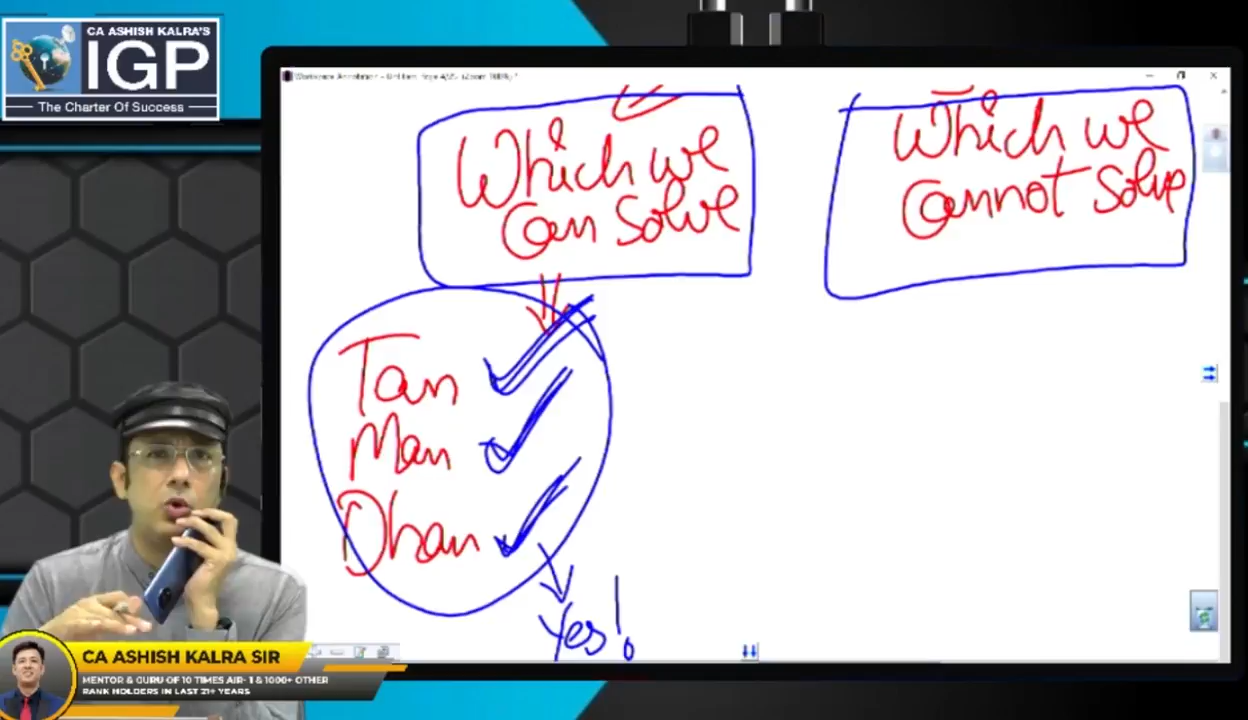 CA ASHISH KALRA'S
IGP
The Charter Of Success
Which we
Can Solve
Which we
Cannot Solve
Tan
Man
Dhan
Yes!
CA ASHISH KALRA SIR
MENTOR & GURU OF 10 TIMES AIR-1 & 1000+ OTHER
RANK HOLDERS IN LAST 21+ YEARS